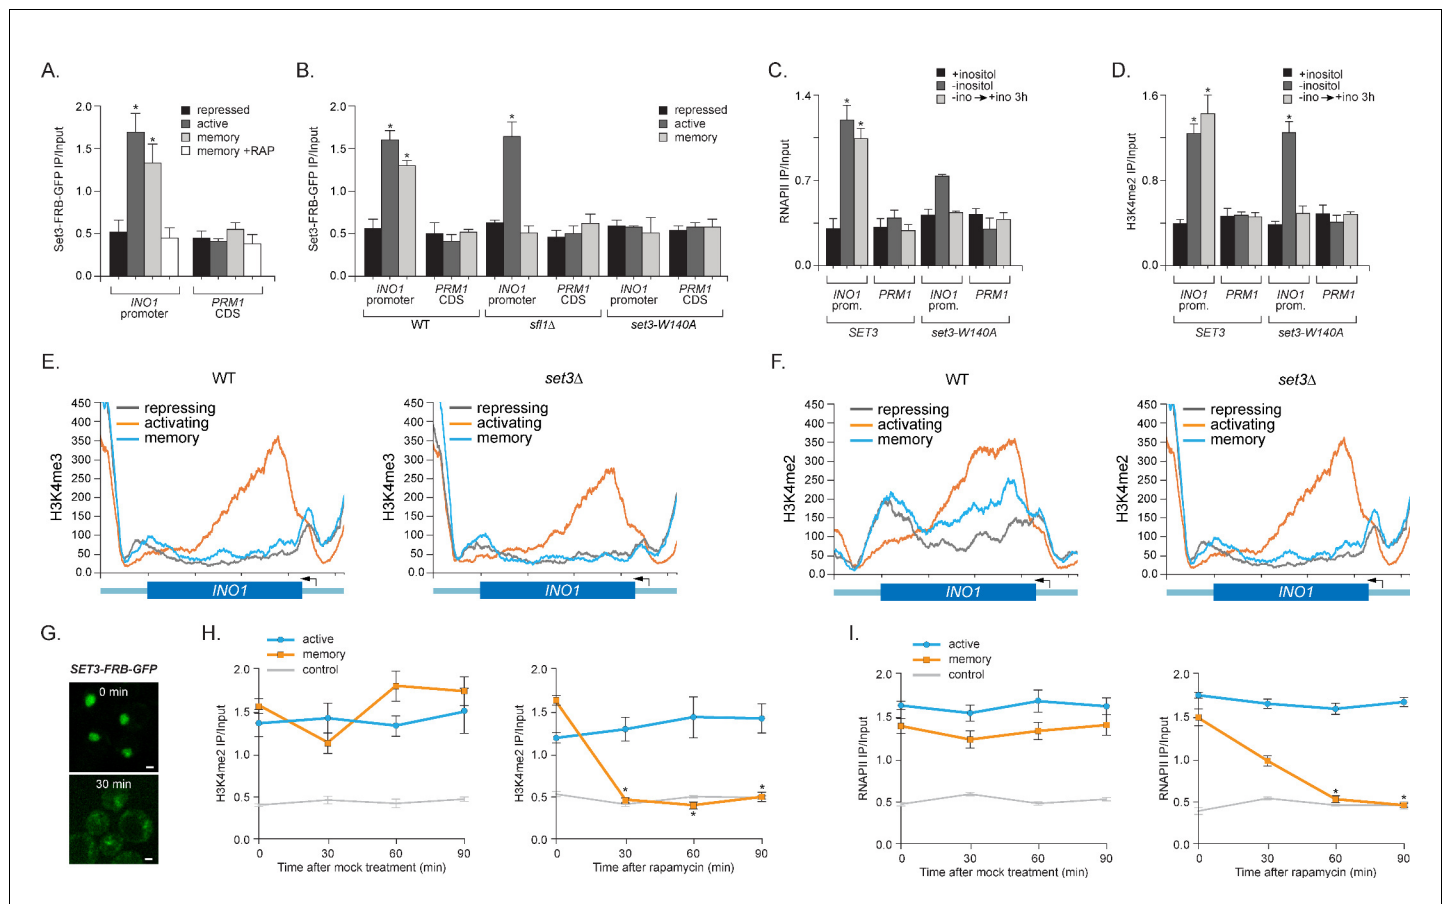 A.
2.0
1.5
1.0
0.5
0.0
Set3-FRB-GFP IP/Input
repressed
active
memory
memory +RAP
*
*
INO1
promoter
PRM1
CDS
B.
2.0
1.5
1.0
0.5
0.0
Set3-FRB-GFP IP/Input
repressed
active
memory
*
*
*
INO1
promoter
PRM1
CDS
INO1
promoter
PRM1
CDS
INO1
promoter
PRM1
CDS
WT
sfl1Δ
set3-W140A
C.
+inositol
-inositol
-ino→+ino 3h
1.4
0.7
0.0
RNAPII IP/Input
*
*
INO1
prom.
PRM1
INO1
prom.
PRM1
SET3
set3-W140A
D.
+inositol
-inositol
-ino→+ino 3h
1.6
1.2
0.8
0.4
0.0
H3K4me2 IP/Input
*
*
*
INO1
prom.
PRM1
INO1
prom.
PRM1
SET3
set3-W140A
E.
WT
450
400
350
300
250
200
150
100
50
0.0
H3K4me3
repressing
activating
memory
INO1
set3Δ
450
400
350
300
250
200
150
100
50
0.0
H3K4me3
repressing
activating
memory
INO1
F.
WT
450
400
350
300
250
200
150
100
50
0.0
H3K4me2
repressing
activating
memory
INO1
set3Δ
450
400
350
300
250
200
150
100
50
0.0
H3K4me2
repressing
activating
memory
INO1
G.
SET3-FRB-GFP
0 min
30 min
H.
active
memory
control
2.0
1.5
1.0
0.5
0.0
H3K4me2 IP/Input
0 30 60 90
Time after mock treatment (min)
2.0
1.5
1.0
0.5
0.0
H3K4me2 IP/Input
*
*
*
0 30 60 90
Time after rapamycin (min)
I.
active
memory
control
2.0
1.5
1.0
0.5
0.0
RNAPII IP/Input
0 30 60 90
Time after mock treatment (min)
2.0
1.5
1.0
0.5
0.0
RNAPII IP/Input
*
*
0 30 60 90
Time after rapamycin (min)